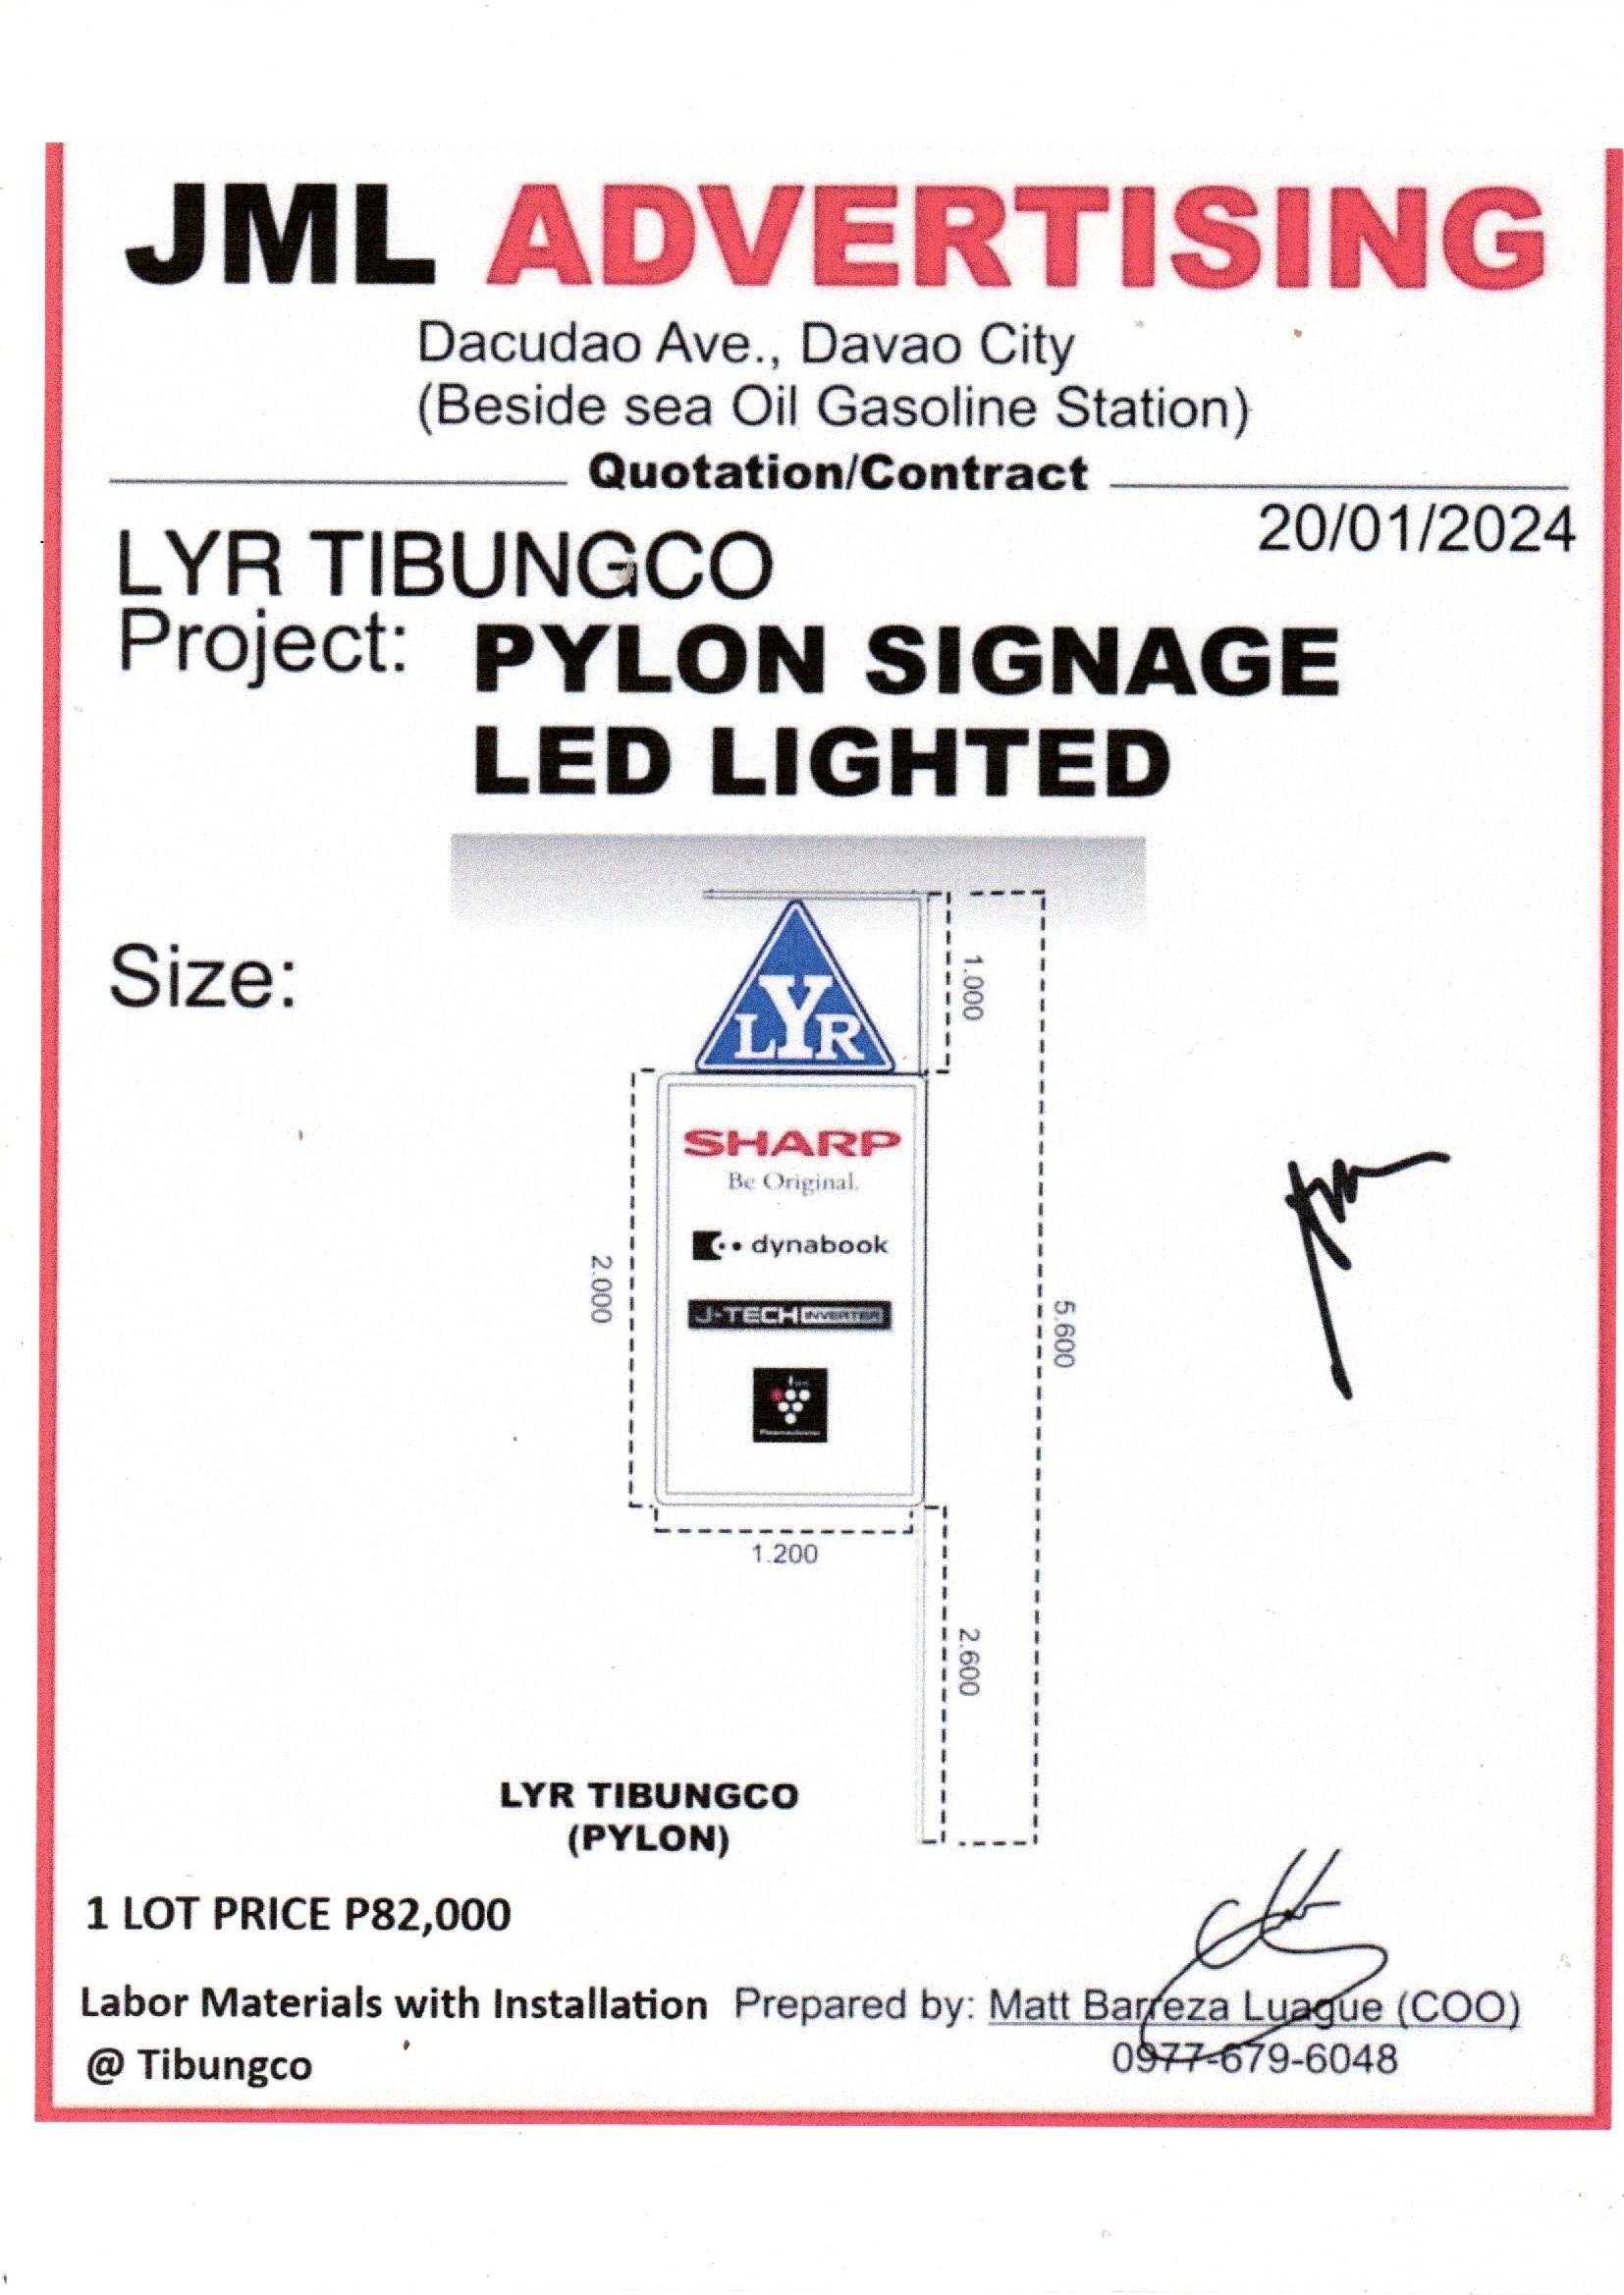 JML ADVERTISING
Dacudao Ave., Davao City
(Beside sea Oil Gasoline Station)
Quotation/Contract
20/01/2024
LYR TIBUNGCO
Project: PYLON SIGNAGE
LED LIGHTED
Size:
LYR
1.000
SHARP
Be Original.
dynabook
J-TECH INVERTER
Plasmacluster
2.000
5.600
1.200
2.600
LYR TIBUNGCO
(PYLON)
1 LOT PRICE P82,000
Labor Materials with Installation
@ Tibungco
Prepared by: Matt Barreza Luague (COO)
0977-679-6048